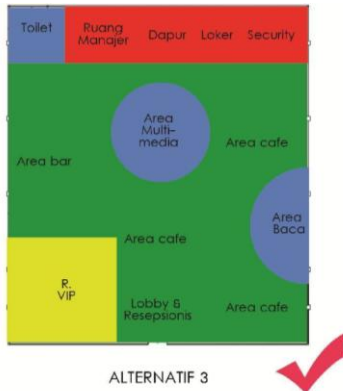 Toilet
Ruang
Manajer
Dapur
Loker
Security
Area
Multi-
media
Area cafe
Area bar
Area
Baca
Area cafe
R.
VIP
Lobby &
Resepsionis
Area cafe
ALTERNATIF 3